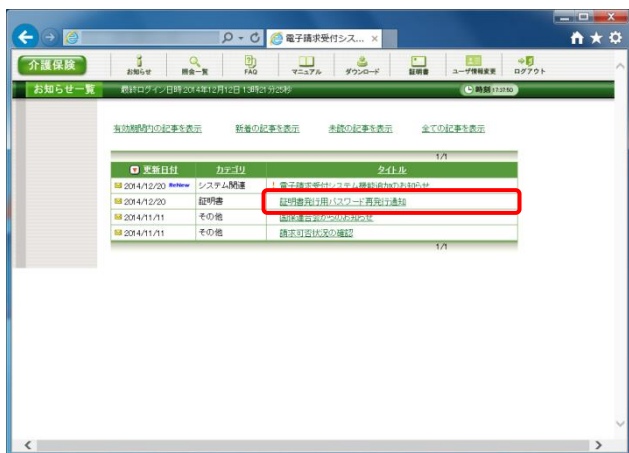 電子請求受付シス... ×
介護保険
お知らせ 照会一覧 FAQ マニュアル ダウンロード 証明書 ユーザ情報変更 ログアウト
お知らせ一覧 最終ログイン日時:2014年12月12日 13時21分25秒 時刻 17:37:50
有効期間内の記事を表示 新着の記事を表示 未読の記事を表示 全ての記事を表示
1/1
更新日付 カテゴリ タイトル
2014/12/20 ReNew システム関連 ! 電子請求受付システム機能追加のお知らせ
2014/12/20 証明書 証明書発行用パスワード再発行通知
2014/11/11 その他 国保連合会からのお知らせ
2014/11/11 その他 請求可否状況の確認
1/1